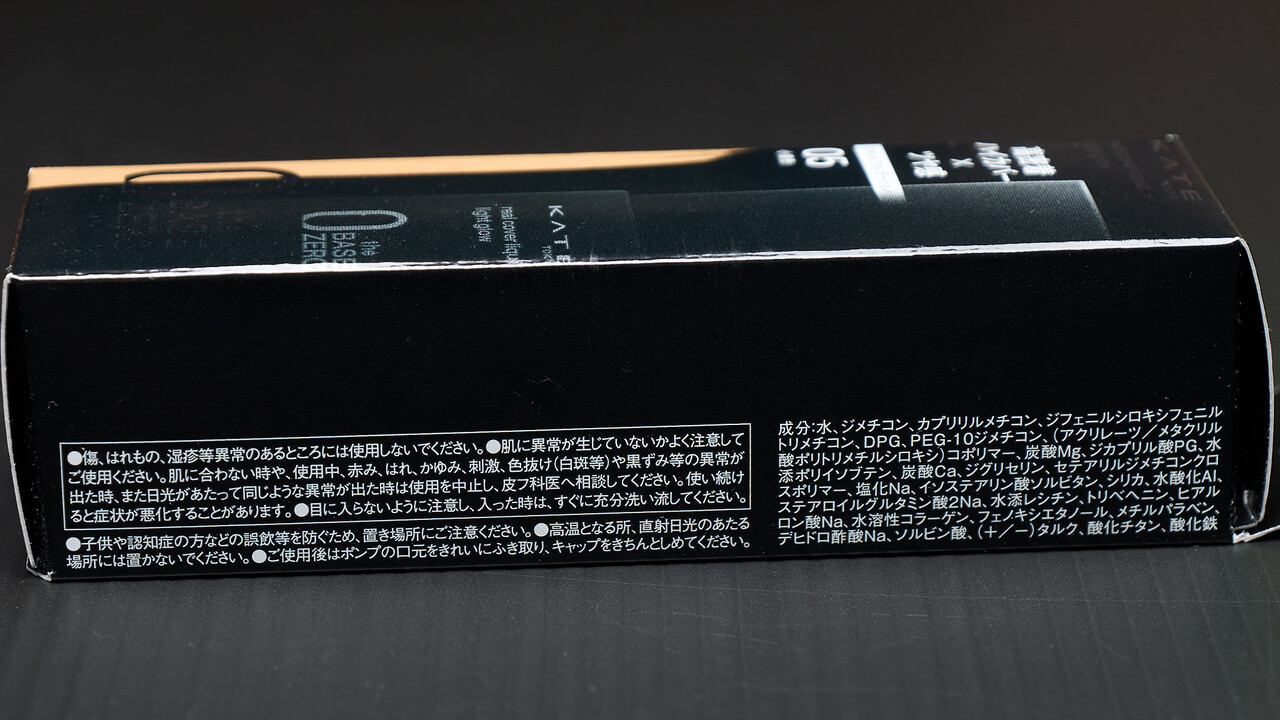 KATE
05
KATE
real cover liquid
light glow
the
0
BASE
ZERO
●傷、はれもの、湿疹等異常のあるところには使用しないでください。●肌に異常が生じていないかよく注意して
ご使用ください。肌に合わない時や、使用中、赤み、はれ、かゆみ、刺激、色抜け(白斑等)や黒ずみ等の異常が
出た時、また日光があたって同じような異常が出た時は使用を中止し、皮フ科医へ相談してください。使い続け
ると症状が悪化することがあります。●目に入らないように注意し、入った時は、すぐに充分洗い流してください。
●子供や認知症の方などの誤飲等を防ぐため、置き場所にご注意ください。●高温となる所、直射日光のあたる
場所には置かないでください。●ご使用後はポンプの口元をきれいにふき取り、キャップをきちんとしめてください。
成分:水、ジメチコン、カプリリルメチコン、ジフェニルシロキシフェニル
トリメチコン、DPG、PEG-10ジメチコン、(アクリレーツ/メタクリル
酸ポリトリメチルシロキシ)コポリマー、炭酸Mg、ジカプリル酸PG、水
添ポリイソブテン、炭酸Ca、ジグリセリン、セテアリルジメチコンクロ
スポリマー、塩化Na、イソステアリン酸ソルビタン、シリカ、水酸化Al、
ステアロイルグルタミン酸2Na、水添レシチン、トリベヘニン、ヒアル
ロン酸Na、水溶性コラーゲン、フェノキシエタノール、メチルパラベン、
デヒドロ酢酸Na、ソルビン酸、(+/−)タルク、酸化チタン、酸化鉄